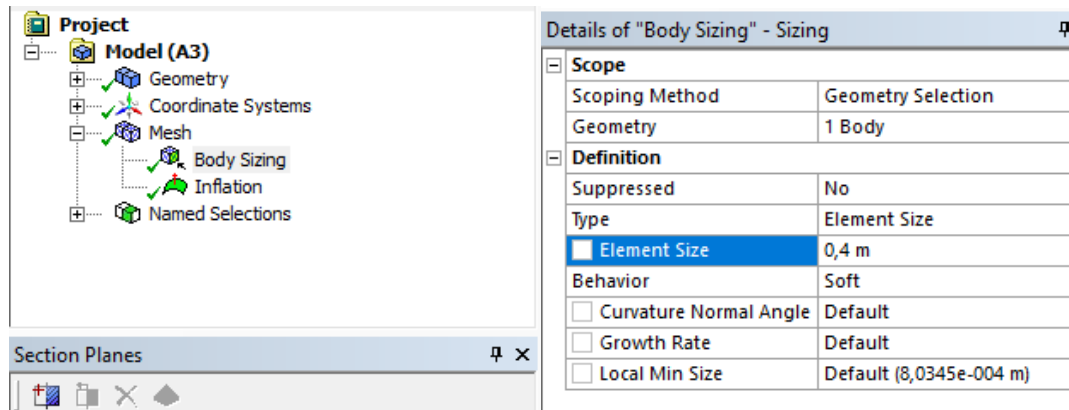 Project
Model (A3)
Geometry
Coordinate Systems
Mesh
Body Sizing
Inflation
Named Selections
Section Planes
Details of "Body Sizing" - Sizing
Scope
Scoping Method Geometry Selection
Geometry 1 Body
Definition
Suppressed No
Type Element Size
Element Size 0,4 m
Behavior Soft
Curvature Normal Angle Default
Growth Rate Default
Local Min Size Default (8,0345e-004 m)